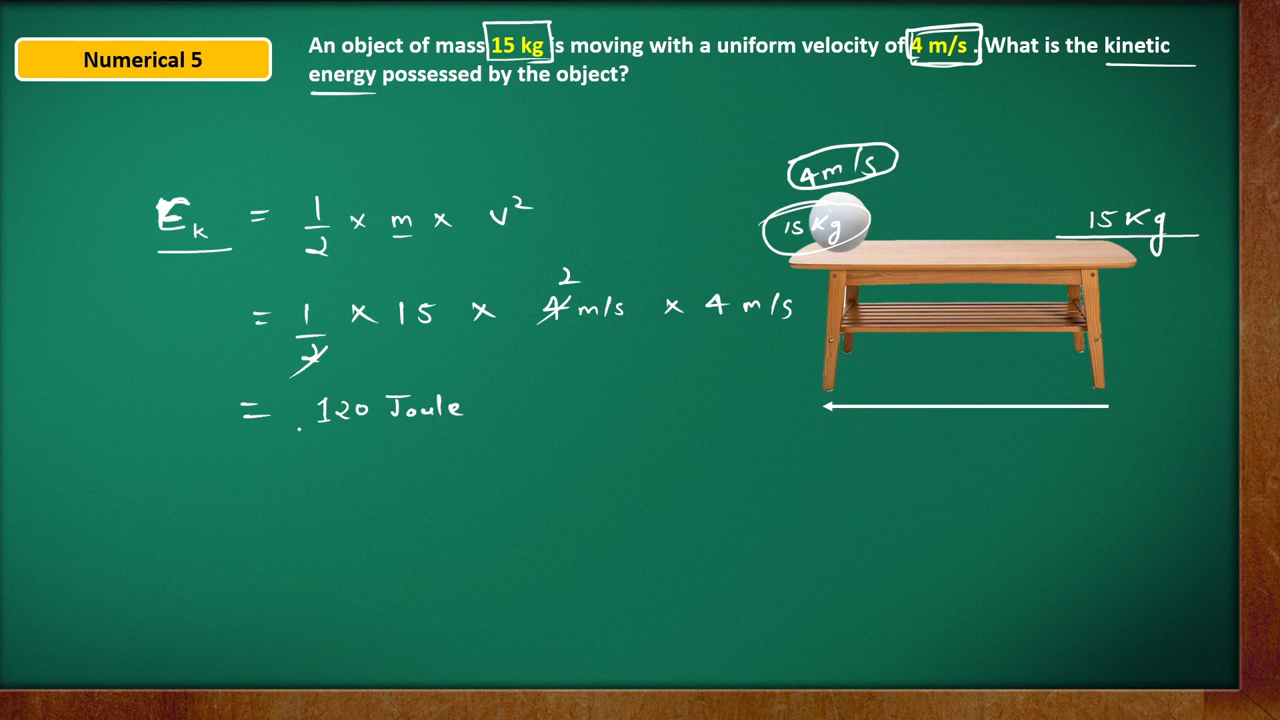 Numerical 5
An object of mass 15 kg is moving with a uniform velocity of 4 m/s . What is the kinetic
energy possessed by the object?
4 m/s
15 Kg
15 Kg
Eₖ = 1/2 × m × v²
2
= 1/2 × 15 × 4 m/s × 4 m/s
= 120 Joule